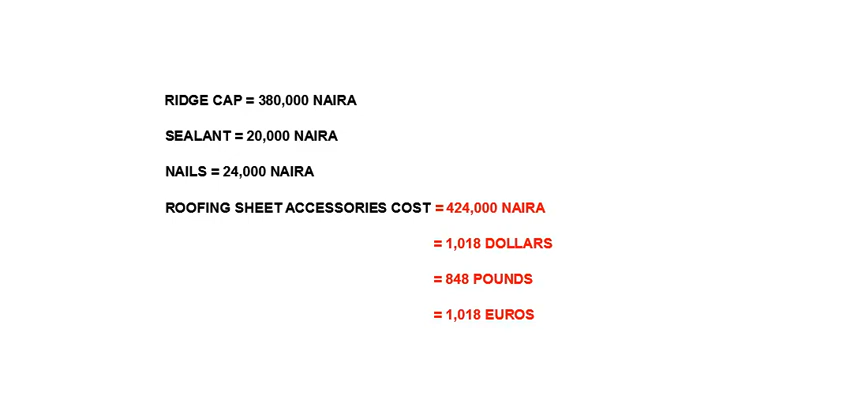 RIDGE CAP = 380,000 NAIRA
SEALANT = 20,000 NAIRA
NAILS = 24,000 NAIRA
ROOFING SHEET ACCESSORIES COST = 424,000 NAIRA
= 1,018 DOLLARS
= 848 POUNDS
= 1,018 EUROS